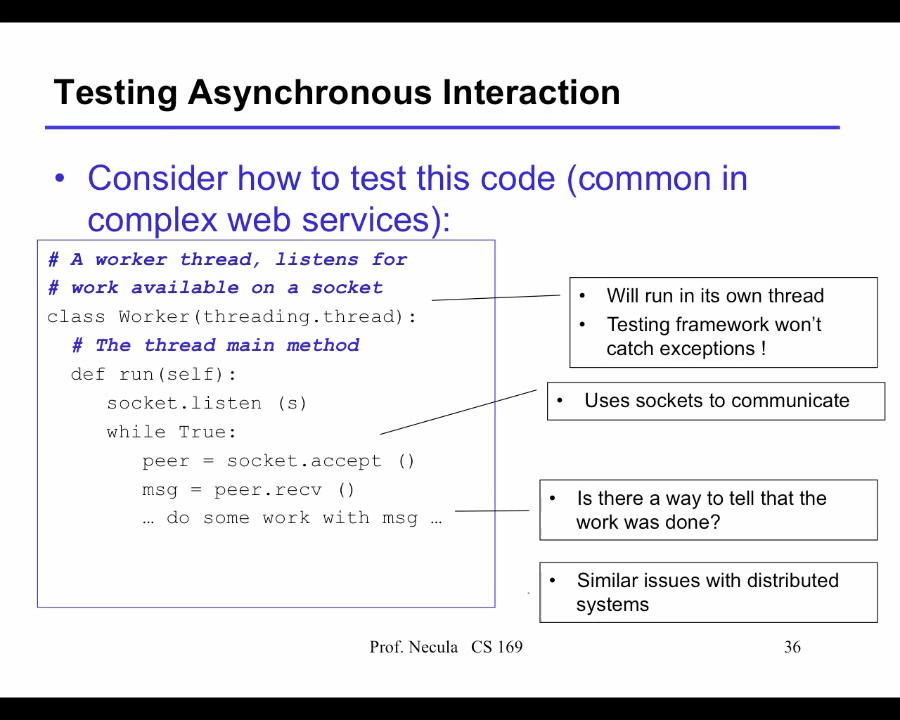 Testing Asynchronous Interaction
• Consider how to test this code (common in
complex web services):
# A worker thread, listens for
# work available on a socket
class Worker(threading.thread):
# The thread main method
def run(self):
socket.listen (s)
while True:
peer = socket.accept ()
msg = peer.recv ()
… do some work with msg …
• Will run in its own thread
• Testing framework won't
catch exceptions !
• Uses sockets to communicate
• Is there a way to tell that the
work was done?
• Similar issues with distributed
systems
Prof. Necula CS 169
36